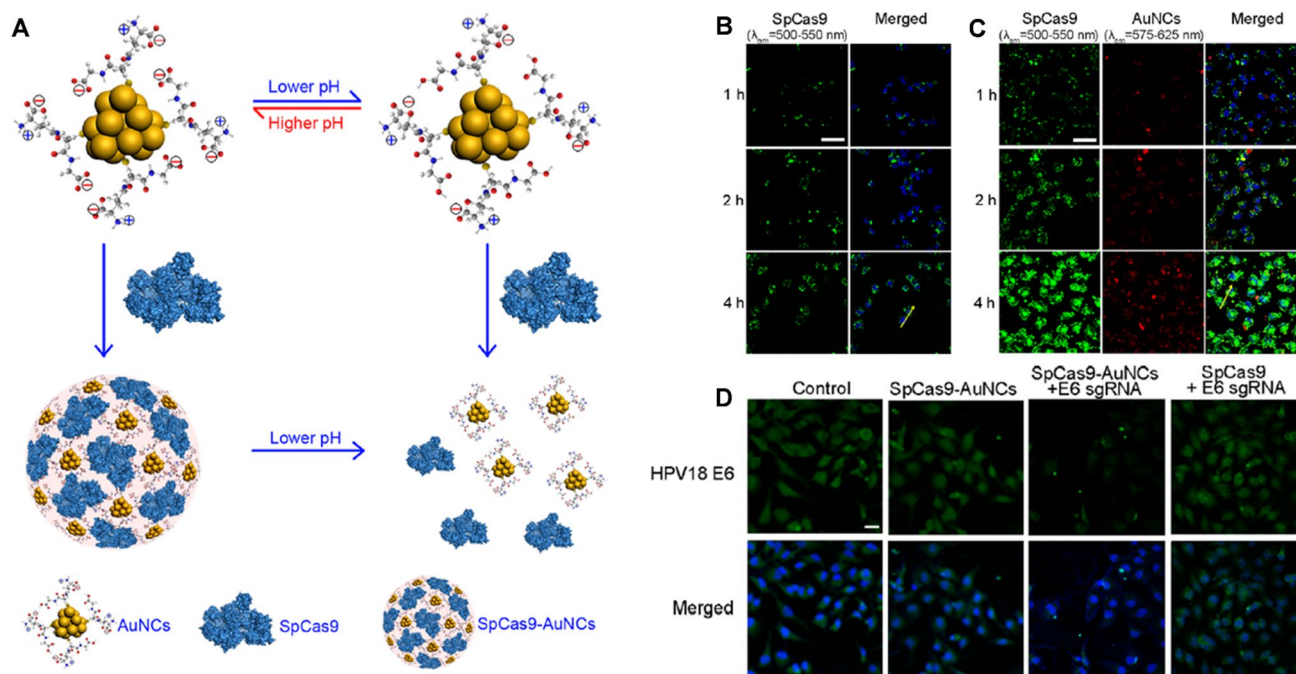 A
Lower pH
Higher pH
Lower pH
AuNCs
SpCas9
SpCas9-AuNCs
B
SpCas9
(λem=500-550 nm)
Merged
1 h
2 h
4 h
C
SpCas9
(λem=500-550 nm)
AuNCs
(λem=575-625 nm)
Merged
1 h
2 h
4 h
D
Control
SpCas9-AuNCs
SpCas9-AuNCs
+E6 sgRNA
SpCas9
+ E6 sgRNA
HPV18 E6
Merged